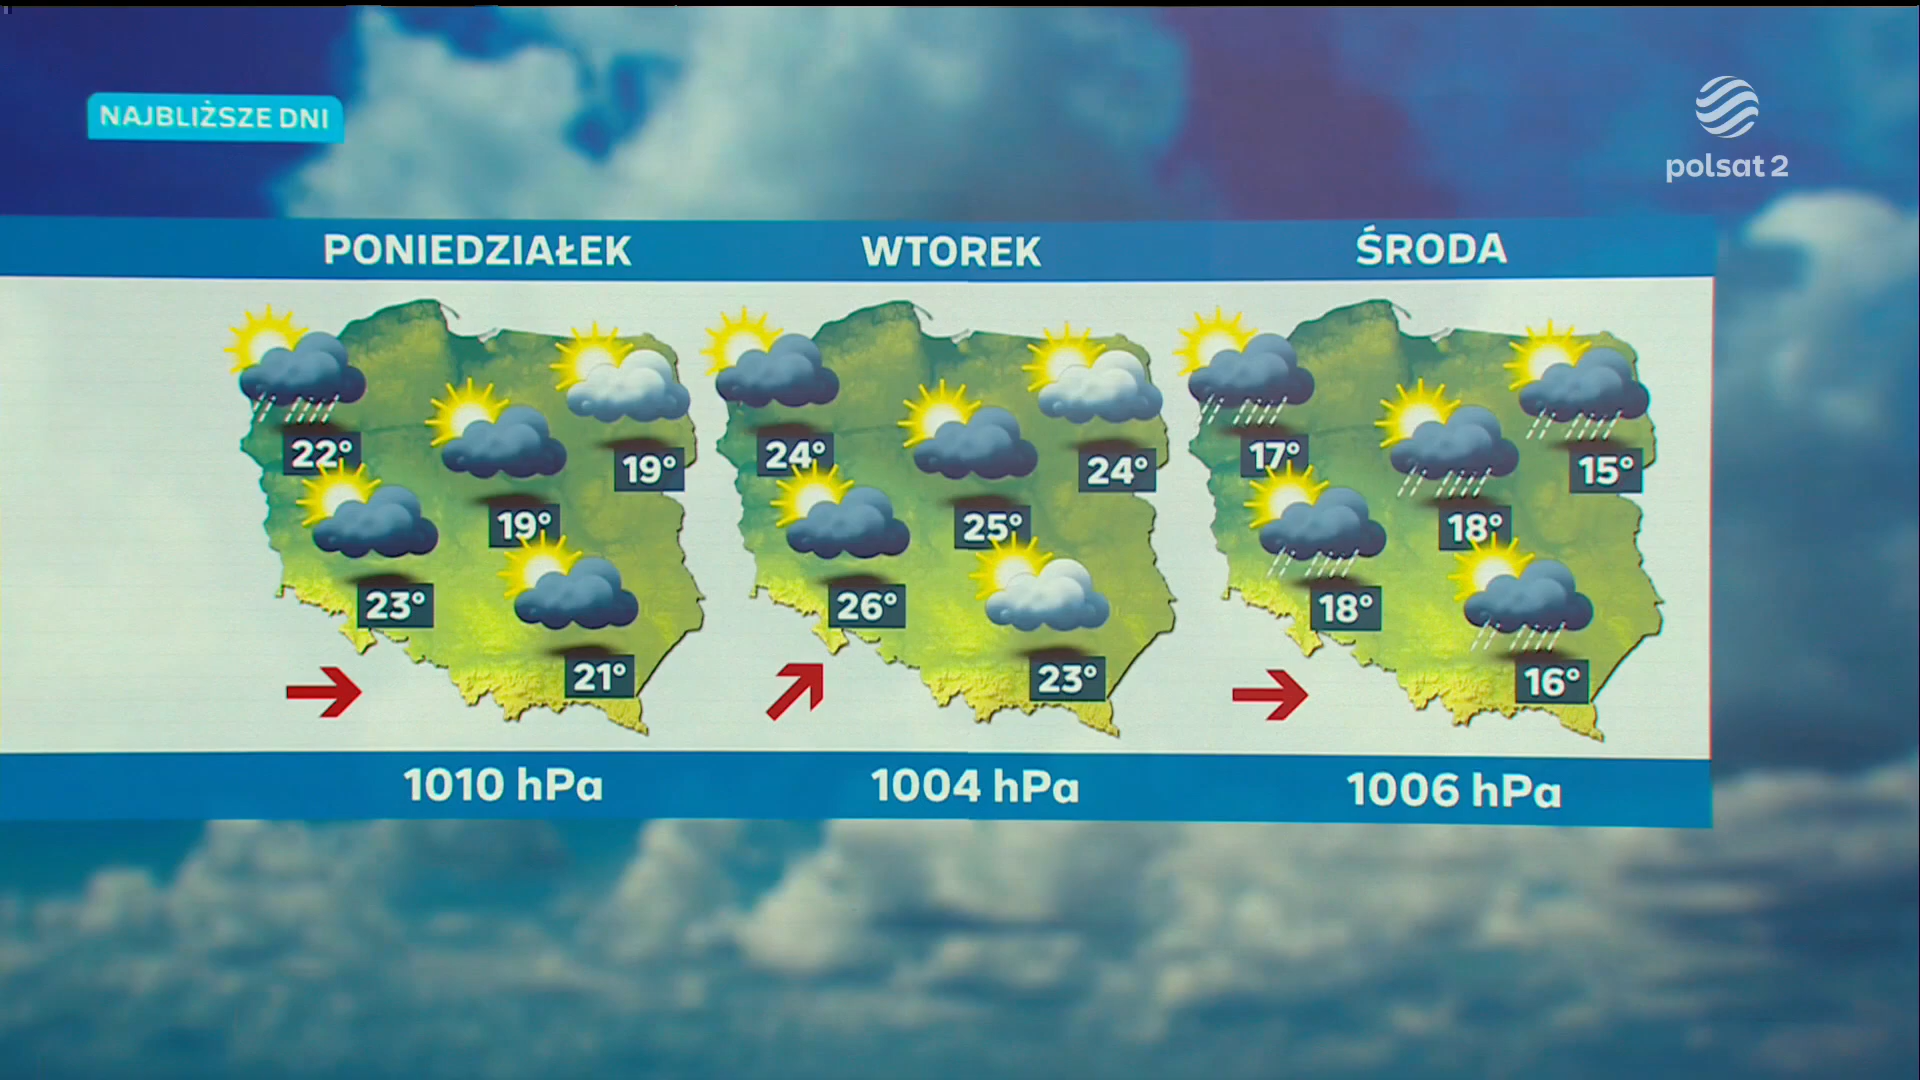 NAJBLIŻSZE DNI
polsat 2
PONIEDZIAŁEK
WTOREK
ŚRODA
22°
19°
19°
23°
21°
24°
24°
25°
26°
23°
17°
15°
18°
18°
16°
1010 hPa
1004 hPa
1006 hPa